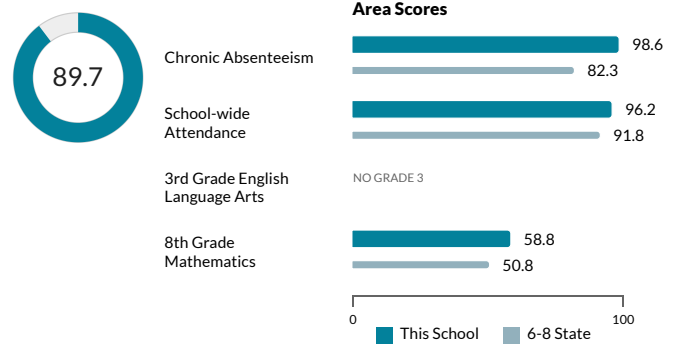 Area Scores
89.7
Chronic Absenteeism
98.6
82.3
School-wide
Attendance
96.2
91.8
3rd Grade English
Language Arts
NO GRADE 3
8th Grade
Mathematics
58.8
50.8
0
100
This School
6-8 State